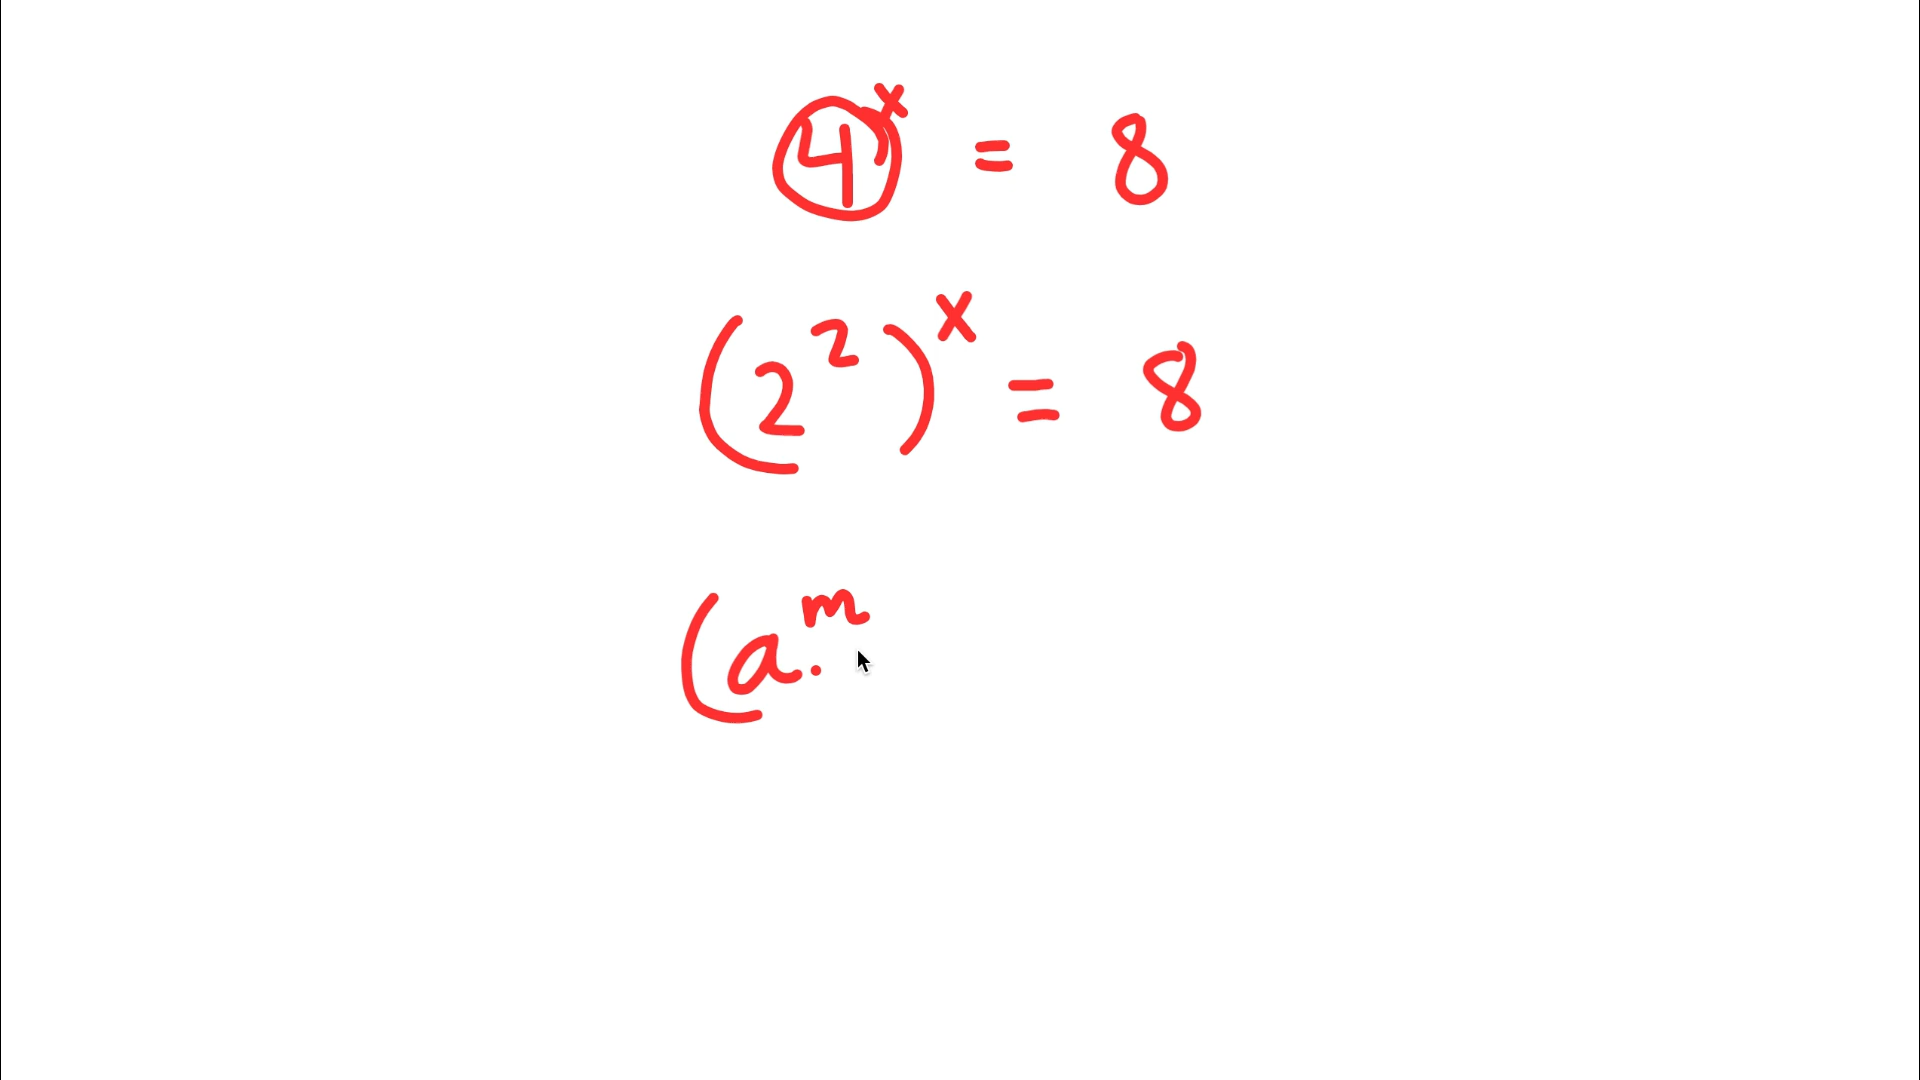 4^x = 8
(2^2)^x = 8
(a^m.